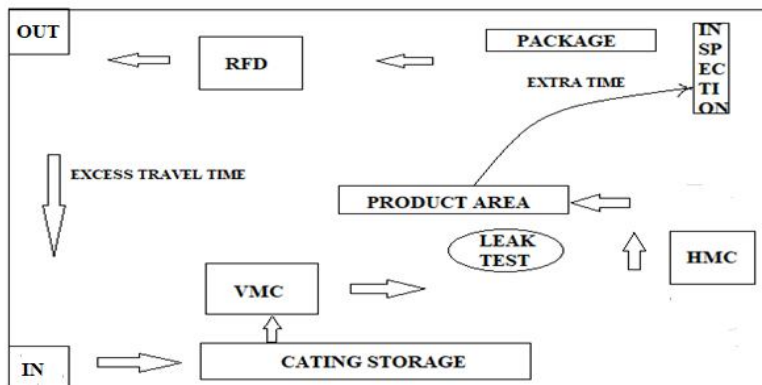 OUT
RFD
PACKAGE
IN
SP
EC
TI
ON
EXTRA TIME
EXCESS TRAVEL TIME
PRODUCT AREA
LEAK
TEST
HMC
VMC
IN
CATING STORAGE